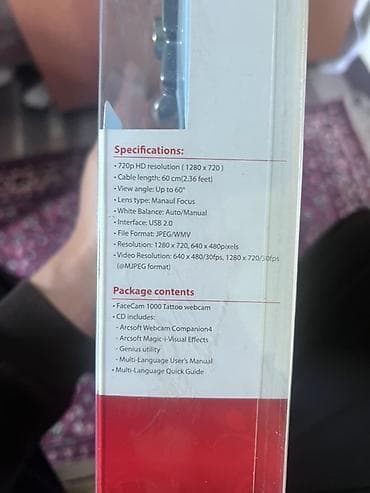 Specifications:
• 720p HD resolution ( 1280 x 720 )
• Cable length: 60 cm(2.36 feet)
• View angle: Up to 60°
• Lens type: Manaul Focus
• White Balance: Auto/Manual
• Interface: USB 2.0
• File Format: JPEG/WMV
• Resolution: 1280 x 720, 640 x 480pixels
• Video Resolution: 640 x 480/30fps, 1280 x 720/30fps
(@MJPEG format)
Package contents
• FaceCam 1000 Tattoo webcam
• CD includes:
- Arcsoft Webcam Companion4
- Arcsoft Magic-i-Visual Effects
- Genius utility
- Multi-Language User's Manual
• Multi-Language Quick Guide